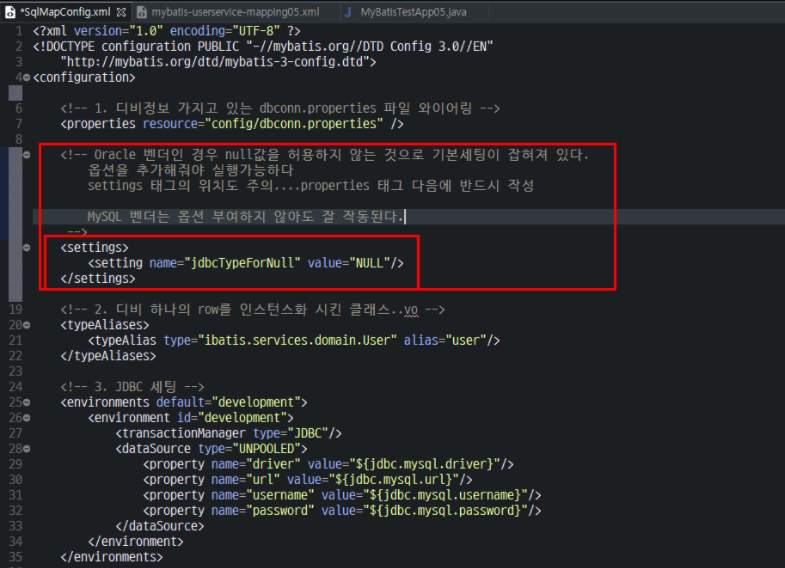 *SqlMapConfig.xml mybatis-userservice-mapping05.xml MyBatisTestApp05.java
1 <?xml version="1.0" encoding="UTF-8" ?>
2 <!DOCTYPE configuration PUBLIC "-//mybatis.org//DTD Config 3.0//EN"
3 "http://mybatis.org/dtd/mybatis-3-config.dtd">
4 <configuration>
6 <!-- 1. 디비정보 가지고 있는 dbconn.properties 파일 와이어링 -->
7 <properties resource="config/dbconn.properties" />
8
<!-- Oracle 벤더인 경우 null값을 허용하지 않는 것으로 기본세팅이 잡혀져 있다.
옵션을 추가해줘야 실행가능하다
settings 태그의 위치도 주의....properties 태그 다음에 반드시 작성
MySQL 벤더는 옵션 부여하지 않아도 잘 작동된다.
-->
<settings>
<setting name="jdbcTypeForNull" value="NULL"/>
</settings>
19 <!-- 2. 디비 하나의 row를 인스턴스화 시킨 클래스..vo -->
20 <typeAliases>
21 <typeAlias type="ibatis.services.domain.User" alias="user"/>
22 </typeAliases>
23
24 <!-- 3. JDBC 세팅 -->
25 <environments default="development">
26 <environment id="development">
27 <transactionManager type="JDBC"/>
28 <dataSource type="UNPOOLED">
29 <property name="driver" value="${jdbc.mysql.driver}"/>
30 <property name="url" value="${jdbc.mysql.url}"/>
31 <property name="username" value="${jdbc.mysql.username}"/>
32 <property name="password" value="${jdbc.mysql.password}"/>
33 </dataSource>
34 </environment>
35 </environments>